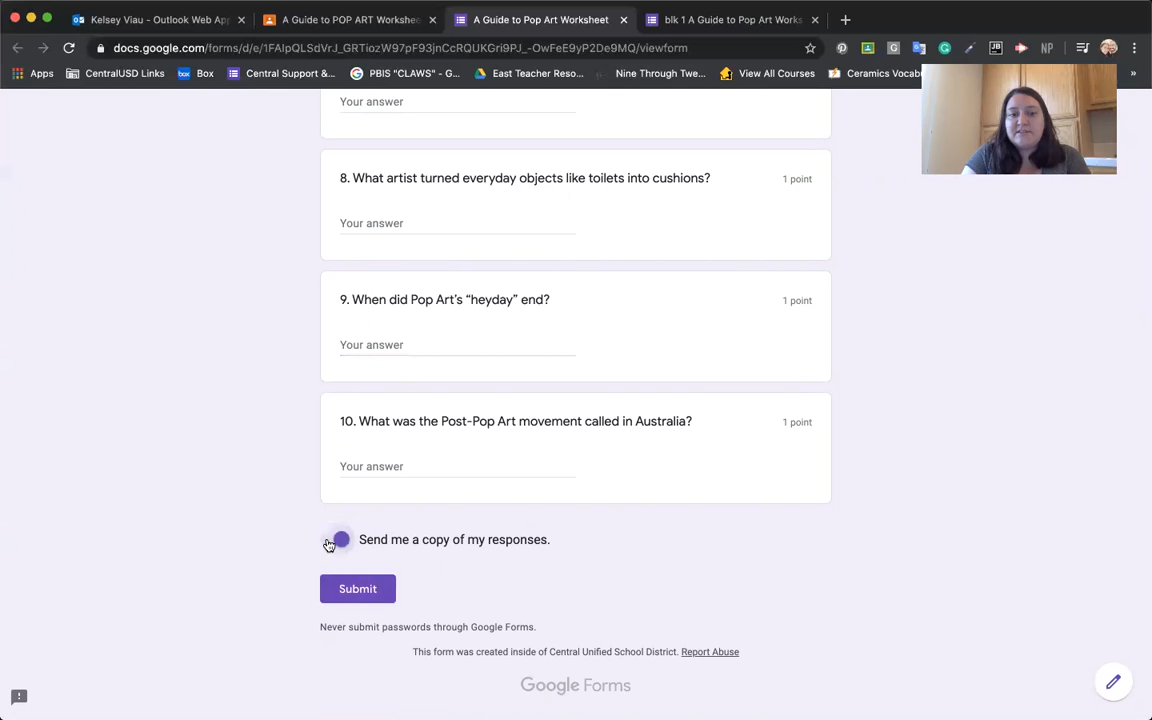 Kelsey Viau - Outlook Web App
A Guide to POP ART Workshee
A Guide to Pop Art Worksheet
blk 1 A Guide to Pop Art Works
docs.google.com/forms/d/e/1FAIpQLSdVrJ_GRTiozW97pF93jnCcRQUKGri9PJ_-OwFeE9yP2De9MQ/viewform
Apps CentralUSD Links Box Central Support &... PBIS "CLAWS" - G... East Teacher Reso... Nine Through Twe... View All Courses Ceramics Vocabu
Your answer
8. What artist turned everyday objects like toilets into cushions? 1 point
Your answer
9. When did Pop Art's “heyday” end? 1 point
Your answer
10. What was the Post-Pop Art movement called in Australia? 1 point
Your answer
Send me a copy of my responses.
Submit
Never submit passwords through Google Forms.
This form was created inside of Central Unified School District. Report Abuse
Google Forms